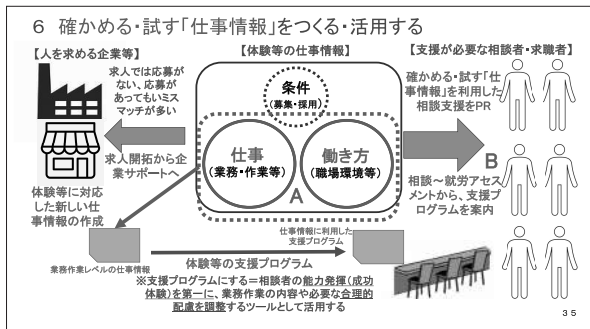 6 確かめる・試す「仕事情報」をつくる・活用する
【人を求める企業等】
求人では応募が
ない、応募が
あってもいミス
マッチが多い
求人開拓から企
業サポートへ
体験等に対応
した新しい仕
事情報の作成
【体験等の仕事情報】
条件
(募集・採用)
仕事
(業務・作業等)
働き方
(職場環境等)
A
【支援が必要な相談者・求職者】
確かめる・試す「仕
事情報」を利用した
相談支援をPR
B
相談～就労アセス
メントから、支援プ
ログラムを案内
業務作業レベルの仕事情報
体験等の支援プログラム
仕事情報に利用した
支援プログラム
※支援プログラムにする=相談者の能力発揮(成功
体験)を第一に、業務作業の内容や必要な合理的
配慮を調整するツールとして活用する
35